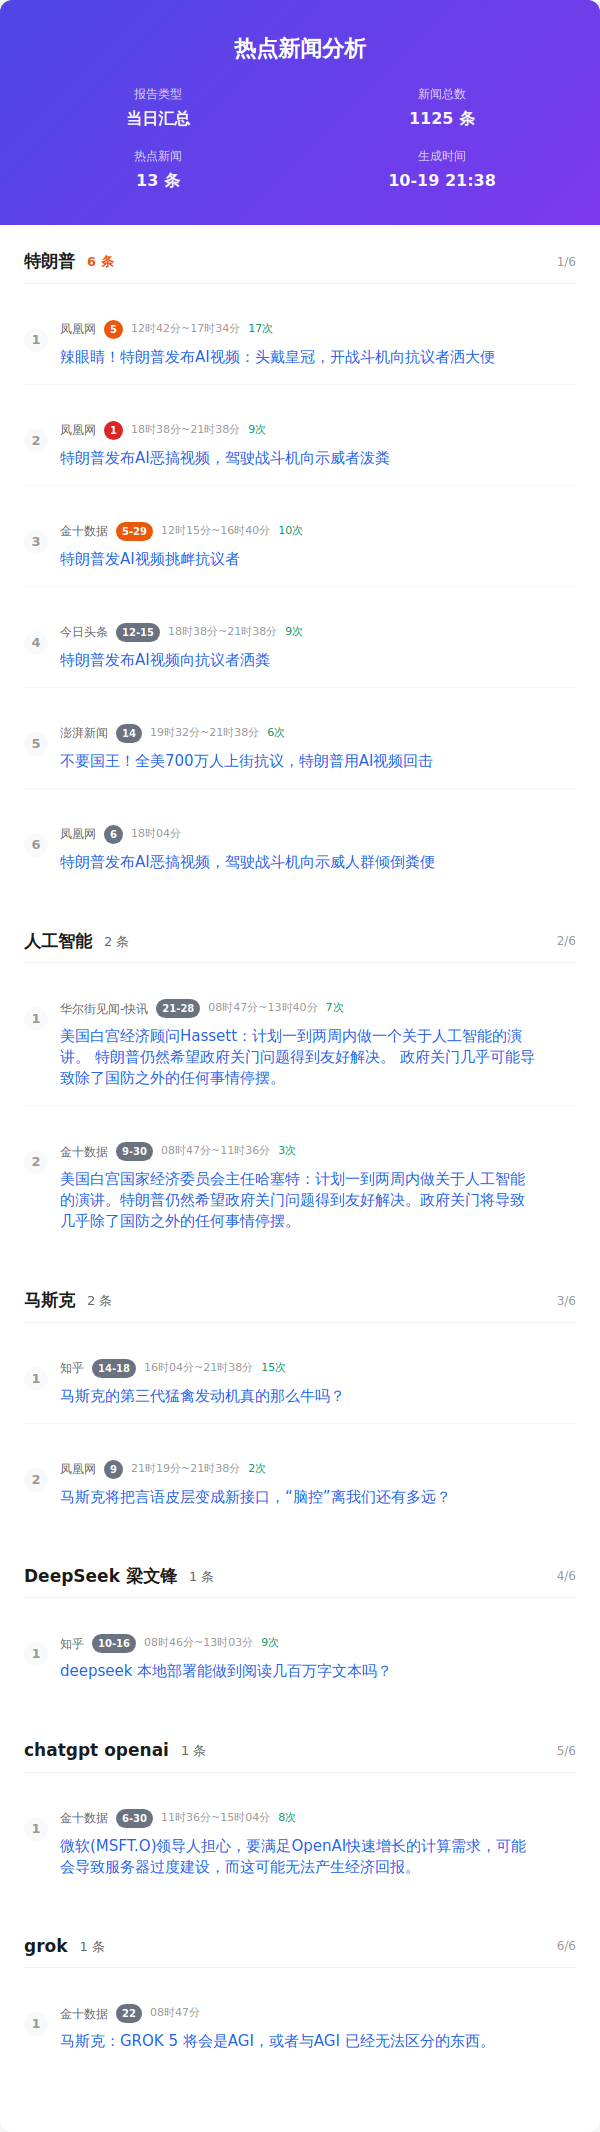 热点新闻分析
报告类型
当日汇总
新闻总数
1125 条
热点新闻
13 条
生成时间
10-19 21:38
特朗普 6 条 1/6
1
凤凰网 5 12时42分~17时34分 17次
辣眼睛！特朗普发布AI视频：头戴皇冠，开战斗机向抗议者洒大便
2
凤凰网 1 18时38分~21时38分 9次
特朗普发布AI恶搞视频，驾驶战斗机向示威者泼粪
3
金十数据 5-29 12时15分~16时40分 10次
特朗普发AI视频挑衅抗议者
4
今日头条 12-15 18时38分~21时38分 9次
特朗普发布AI视频向抗议者洒粪
5
澎湃新闻 14 19时32分~21时38分 6次
不要国王！全美700万人上街抗议，特朗普用AI视频回击
6
凤凰网 6 18时04分
特朗普发布AI恶搞视频，驾驶战斗机向示威人群倾倒粪便
人工智能 2 条 2/6
1
华尔街见闻-快讯 21-28 08时47分~13时40分 7次
美国白宫经济顾问Hassett：计划一到两周内做一个关于人工智能的演
讲。 特朗普仍然希望政府关门问题得到友好解决。 政府关门几乎可能导
致除了国防之外的任何事情停摆。
2
金十数据 9-30 08时47分~11时36分 3次
美国白宫国家经济委员会主任哈塞特：计划一到两周内做关于人工智能
的演讲。特朗普仍然希望政府关门问题得到友好解决。政府关门将导致
几乎除了国防之外的任何事情停摆。
马斯克 2 条 3/6
1
知乎 14-18 16时04分~21时38分 15次
马斯克的第三代猛禽发动机真的那么牛吗？
2
凤凰网 9 21时19分~21时38分 2次
马斯克将把言语皮层变成新接口，“脑控”离我们还有多远？
DeepSeek 梁文锋 1 条 4/6
1
知乎 10-16 08时46分~13时03分 9次
deepseek 本地部署能做到阅读几百万字文本吗？
chatgpt openai 1 条 5/6
1
金十数据 6-30 11时36分~15时04分 8次
微软(MSFT.O)领导人担心，要满足OpenAI快速增长的计算需求，可能
会导致服务器过度建设，而这可能无法产生经济回报。
grok 1 条 6/6
1
金十数据 22 08时47分
马斯克：GROK 5 将会是AGI，或者与AGI 已经无法区分的东西。